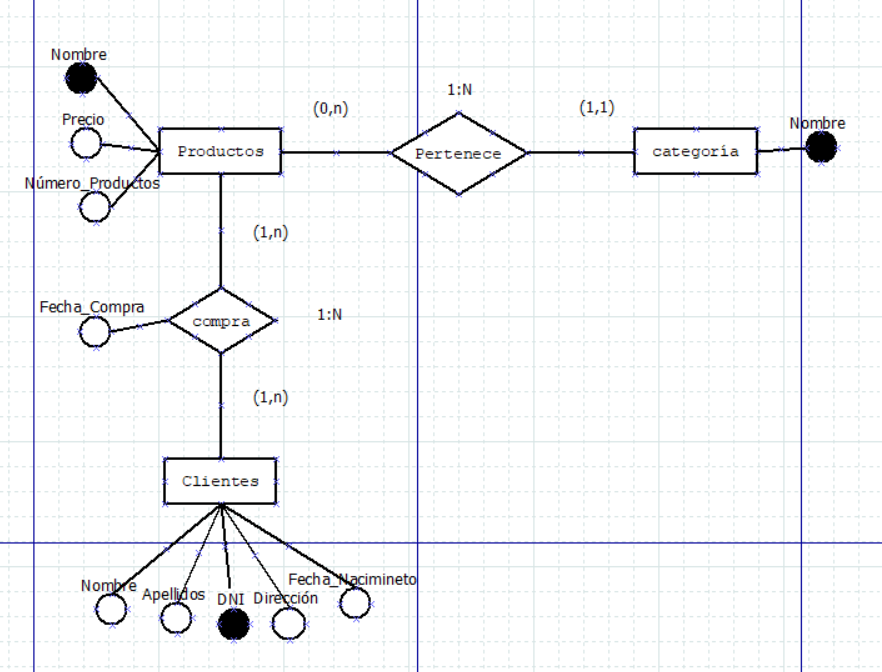 Nombre
Precio
Número_Productos
Productos
(0,n)
1:N
Pertenece
(1,1)
categoría
Nombre
(1,n)
Fecha_Compra
compra
1:N
(1,n)
Clientes
Nombre
Apellidos
DNI
Dirección
Fecha_Nacimineto